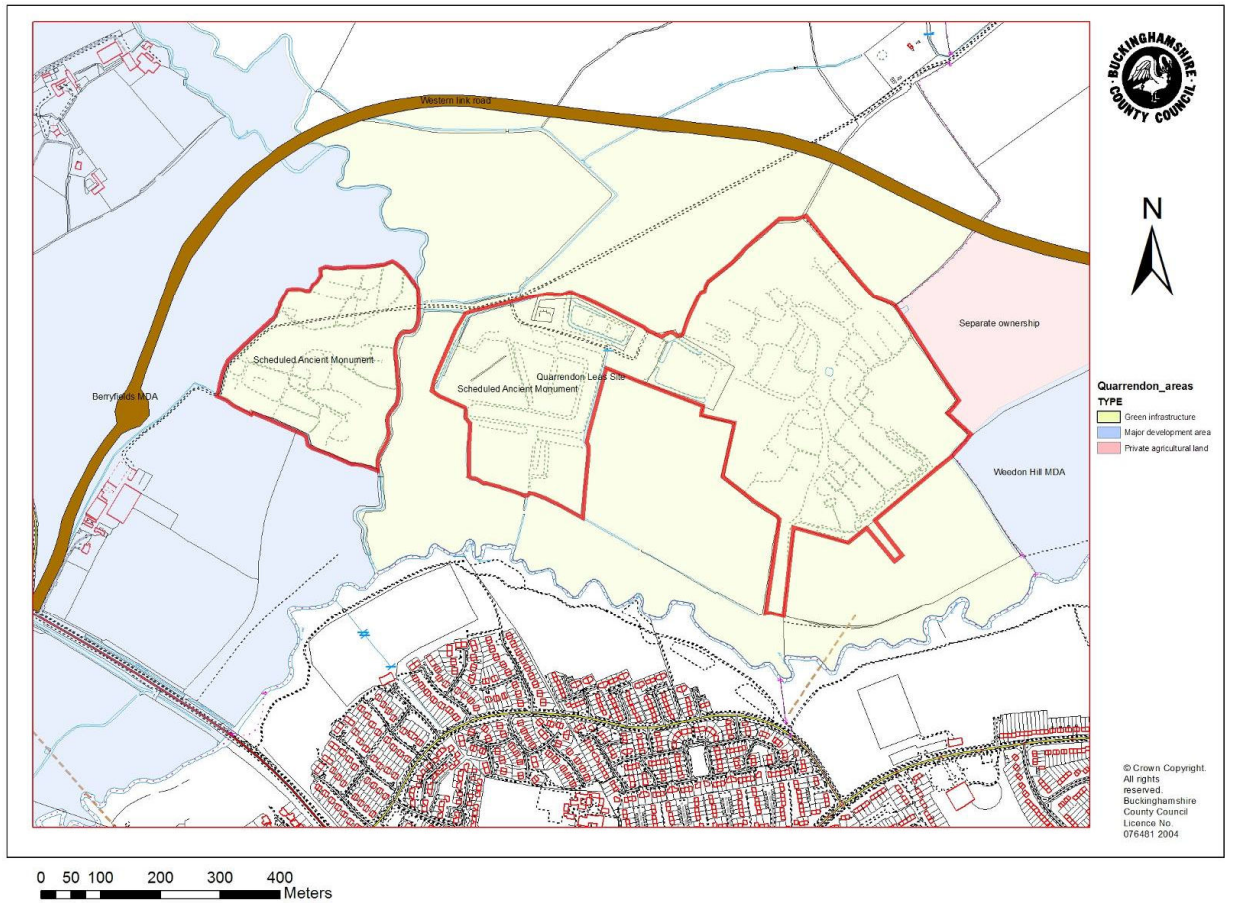 BUCKINGHAMSHIRE
COUNTY COUNCIL
Western link road
N
Separate ownership
Scheduled Ancient Monument
Quarrendon Leas Site
Scheduled Ancient Monument
Berryfields MDA
Weedon Hill MDA
Quarrendon_areas
TYPE
Green infrastructure
Major development area
Private agricultural land
© Crown Copyright.
All rights
reserved.
Buckinghamshire
County Council
Licence No.
076481 2004
0 50 100 200 300 400
Meters